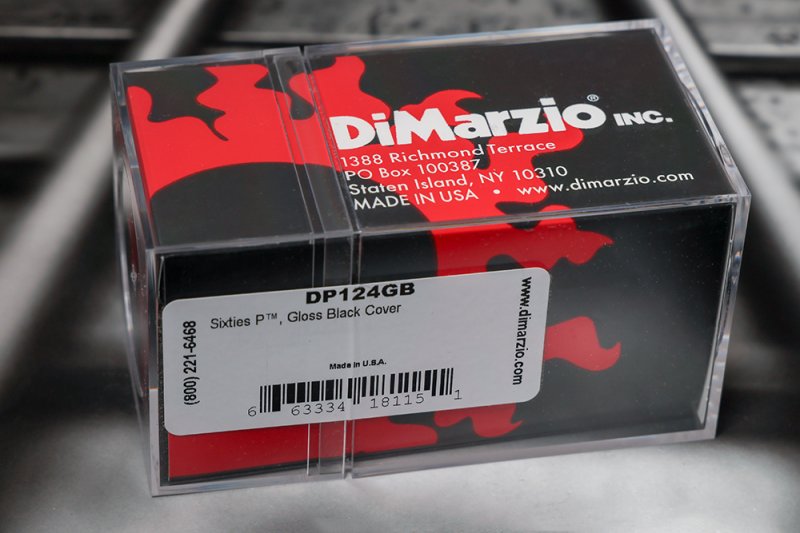 DiMarzio® INC.
1388 Richmond Terrace
PO Box 100387
Staten Island, NY 10310
MADE IN USA • www.dimarzio.com
DP124GB
Sixties P™, Gloss Black Cover
(800) 221-6468
www.dimarzio.com
Made in U.S.A.
6 63334 18115 1